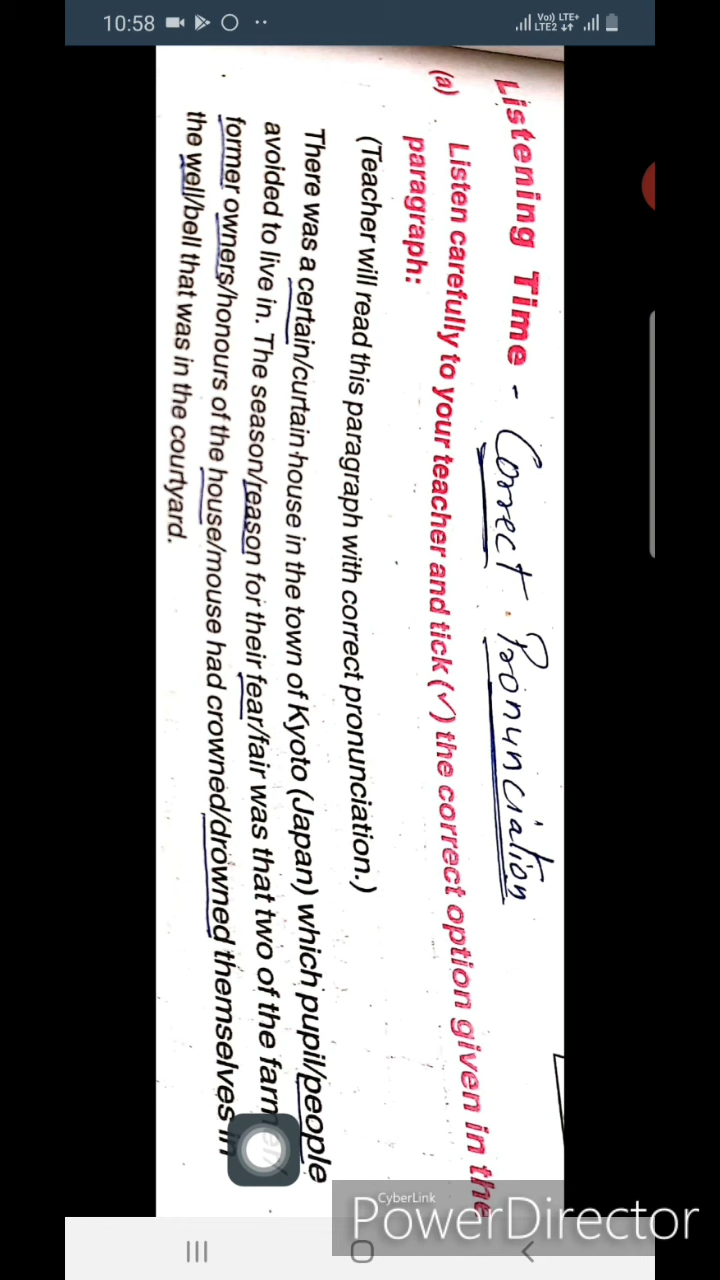 10:58
Vo) LTE+
LTE2
Listening Time - Correct Pronunciation
(a) Listen carefully to your teacher and tick (✓) the correct option given in the
paragraph:
(Teacher will read this paragraph with correct pronunciation.)
There was a certain/curtain house in the town of Kyoto (Japan) which pupil/people
avoided to live in. The season/reason for their fear/fair was that two of the
former owners/honours of the house/mouse had crowned/drowned themselves in
the well/bell that was in the courtyard.
CyberLink
PowerDirector